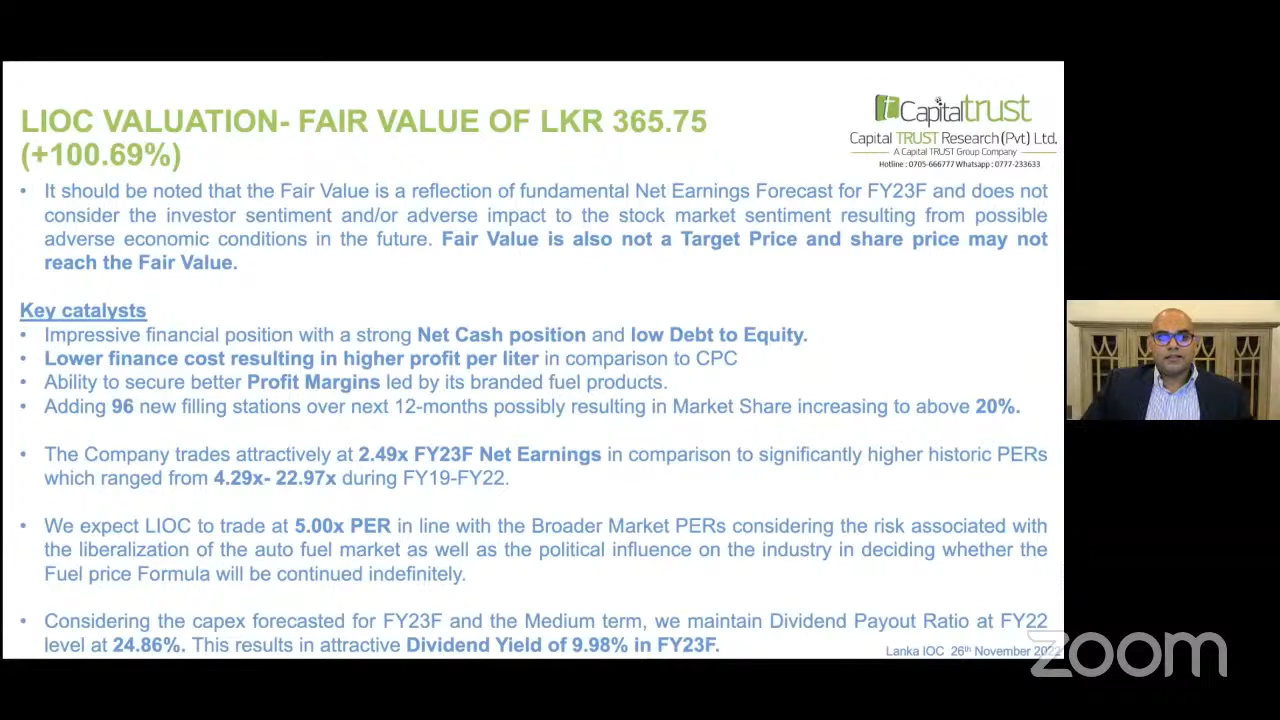 LIOC VALUATION- FAIR VALUE OF LKR 365.75
(+100.69%)
Capitaltrust
Capital TRUST Research (Pvt) Ltd.
A Capital TRUST Group Company
Hotline : 0705-666777 Whatsapp : 0777-233633
• It should be noted that the Fair Value is a reflection of fundamental Net Earnings Forecast for FY23F and does not
consider the investor sentiment and/or adverse impact to the stock market sentiment resulting from possible
adverse economic conditions in the future. Fair Value is also not a Target Price and share price may not
reach the Fair Value.
Key catalysts
• Impressive financial position with a strong Net Cash position and low Debt to Equity.
• Lower finance cost resulting in higher profit per liter in comparison to CPC
• Ability to secure better Profit Margins led by its branded fuel products.
• Adding 96 new filling stations over next 12-months possibly resulting in Market Share increasing to above 20%.
• The Company trades attractively at 2.49x FY23F Net Earnings in comparison to significantly higher historic PERs
which ranged from 4.29x- 22.97x during FY19-FY22.
• We expect LIOC to trade at 5.00x PER in line with the Broader Market PERs considering the risk associated with
the liberalization of the auto fuel market as well as the political influence on the industry in deciding whether the
Fuel price Formula will be continued indefinitely.
• Considering the capex forecasted for FY23F and the Medium term, we maintain Dividend Payout Ratio at FY22
level at 24.86%. This results in attractive Dividend Yield of 9.98% in FY23F.
Lanka IOC 26th November 2022
zoom